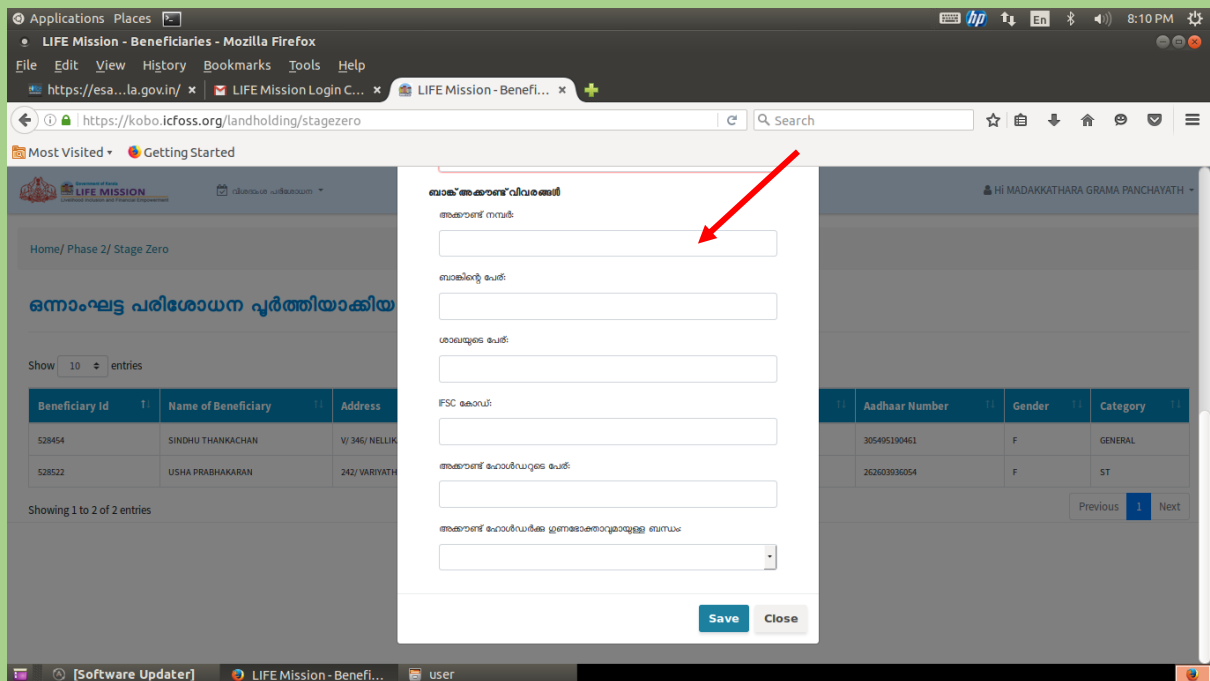 Applications Places En 8:10 PM
LIFE Mission - Beneficiaries - Mozilla Firefox
File Edit View History Bookmarks Tools Help
https://esa...la.gov.in/ LIFE Mission Login C... LIFE Mission - Benefi...
https://kobo.icfoss.org/landholding/stagezero Search
Most Visited Getting Started
LIFE MISSION Hi MADAKKATHARA GRAMA PANCHAYATH
Home/ Phase 2/ Stage Zero
ഒന്നാംഘട്ട പരിശോധന പൂർത്തിയാക്കിയ
Show 10 entries
Beneficiary Id Name of Beneficiary Address Aadhaar Number Gender Category
528454 SINDHU THANKACHAN V/ 346/ NELLIK 305495190461 F GENERAL
528522 USHA PRABHAKARAN 242/ VARIYATH 262603936054 F ST
Showing 1 to 2 of 2 entries Previous 1 Next
ബാങ്ക് അക്കൗണ്ട് വിവരങ്ങൾ
അക്കൗണ്ട് നമ്പർ:
ബാങ്കിന്റെ പേര്:
ശാഖയുടെ പേര്:
IFSC കോഡ്:
അക്കൗണ്ട് ഹോൾഡറുടെ പേര്:
അക്കൗണ്ട് ഹോൾഡർക്കു ഗുണഭോക്താവുമായുള്ള ബന്ധം:
Save Close
[Software Updater] LIFE Mission - Benefi... user